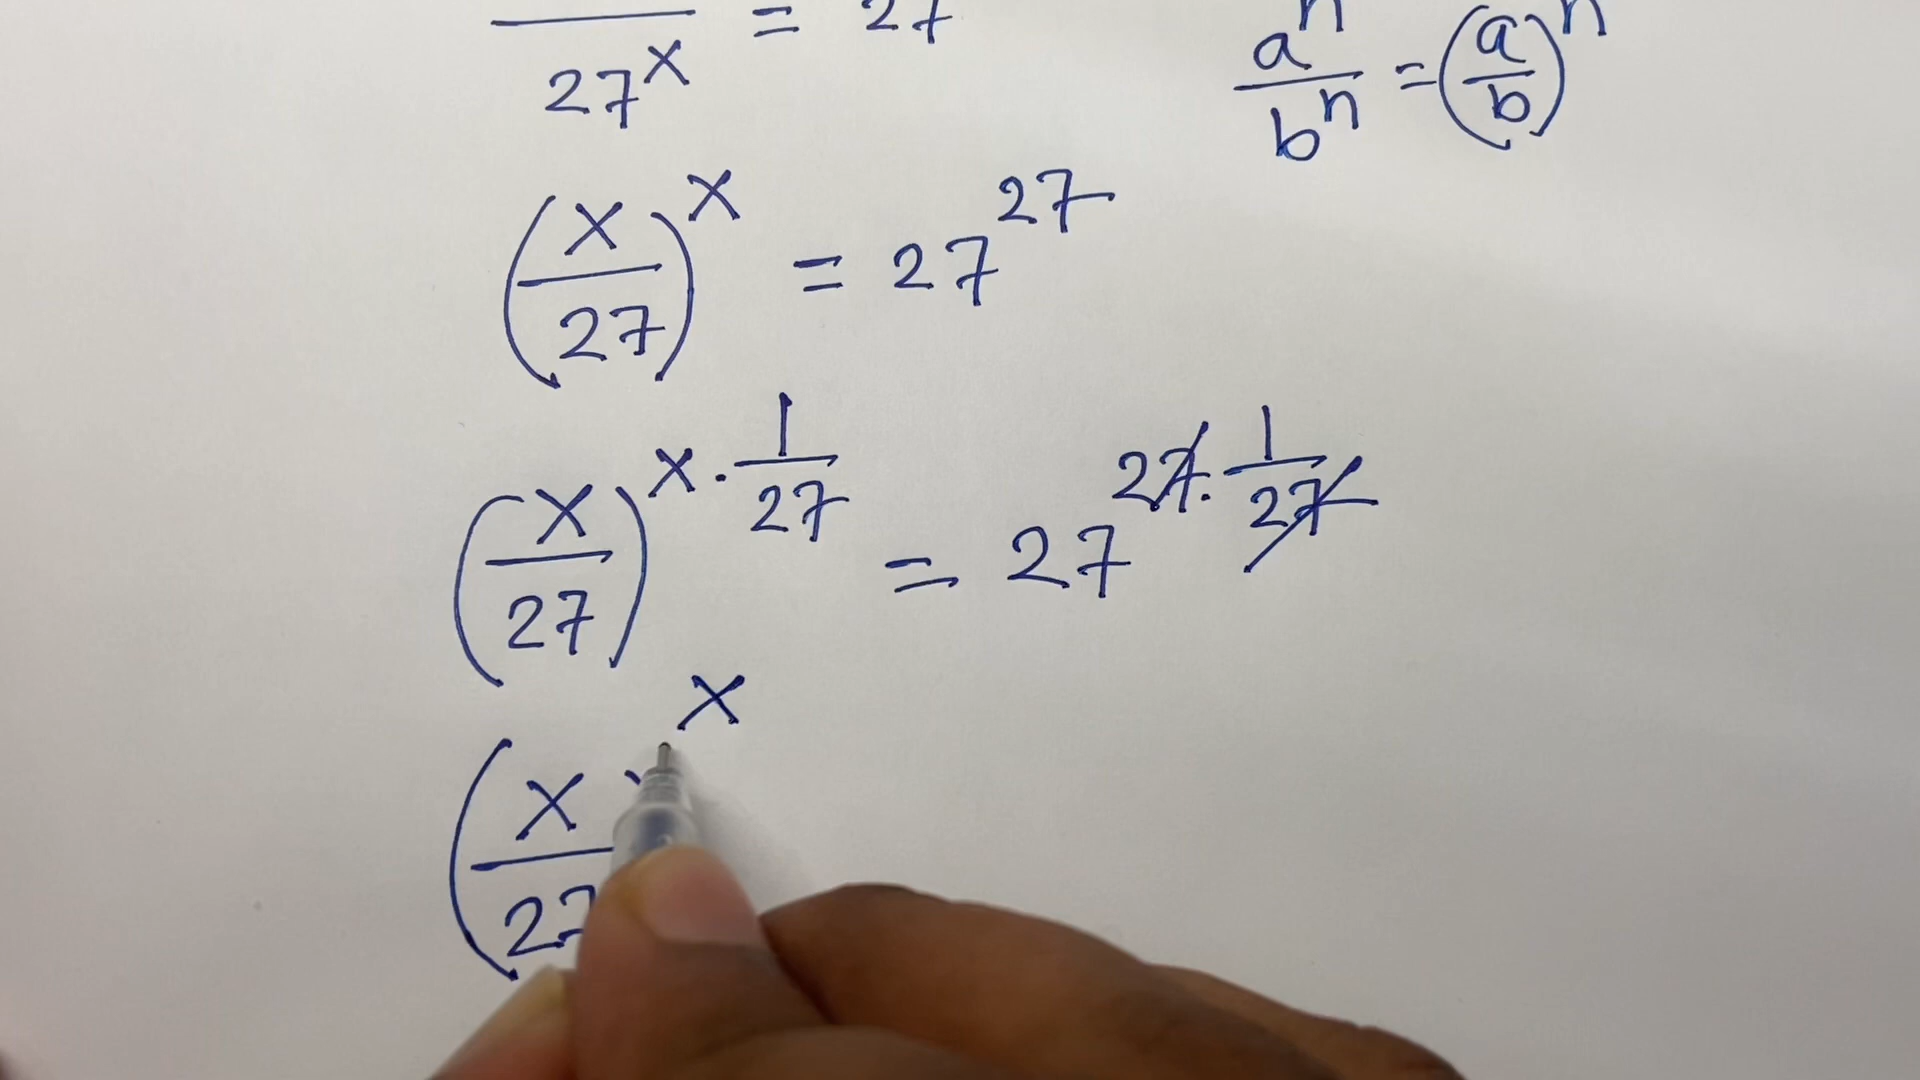 /27^x = 27
a^n/b^n = (a/b)^n
(x/27)^x = 27^27
(x/27)^(x · 1/27) = 27^(27 · 1/27)
(x/27)^x